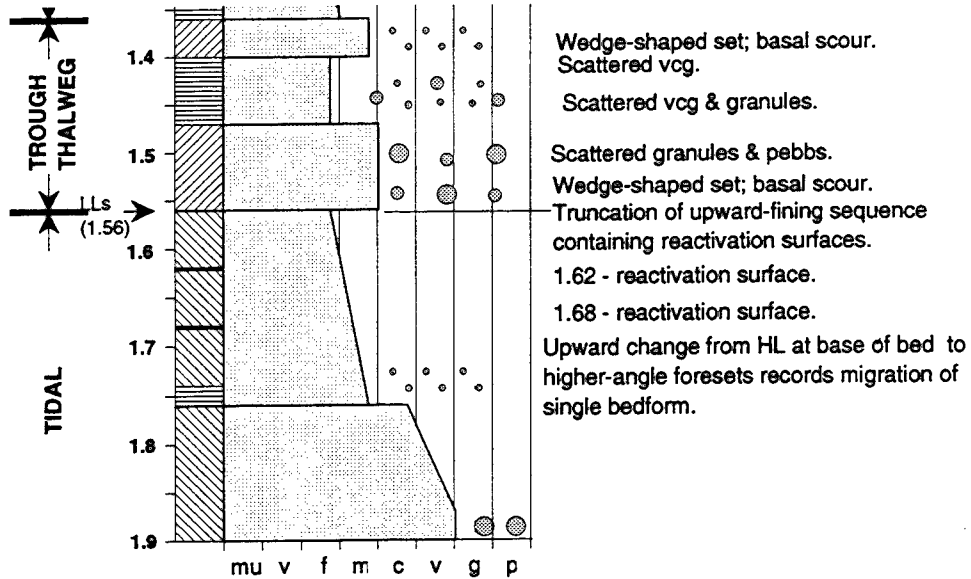 TROUGH
THALWEG
TIDAL
LLs
(1.56)
1.4
1.5
1.6
1.7
1.8
1.9
Wedge-shaped set; basal scour.
Scattered vcg.
Scattered vcg & granules.
Scattered granules & pebbs.
Wedge-shaped set; basal scour.
Truncation of upward-fining sequence
containing reactivation surfaces.
1.62 - reactivation surface.
1.68 - reactivation surface.
Upward change from HL at base of bed to
higher-angle foresets records migration of
single bedform.
mu v f m c v g p